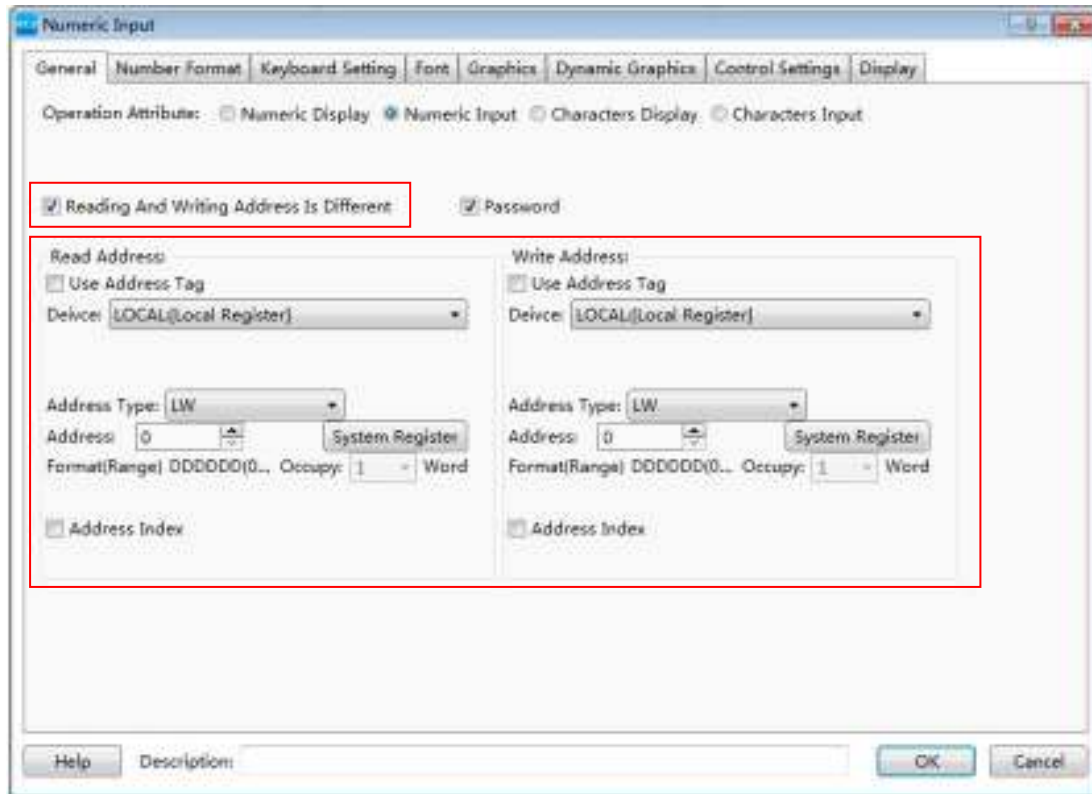 Numeric Input
General Number Format Keyboard Setting Font Graphics Dynamic Graphics Control Settings Display
Operation Attribute: Numeric Display Numeric Input Characters Display Characters Input
Reading And Writing Address Is Different Password
Read Address: Write Address:
Use Address Tag Use Address Tag
Deivce: LOCAL(Local Register) Deivce: LOCAL(Local Register)
Address Type: LW Address Type: LW
Address: 0 System Register Address: 0 System Register
Format(Range) DDDDDD(0... Occupy: 1 Word Format(Range) DDDDDD(0... Occupy: 1 Word
Address Index Address Index
Help Description: OK Cancel